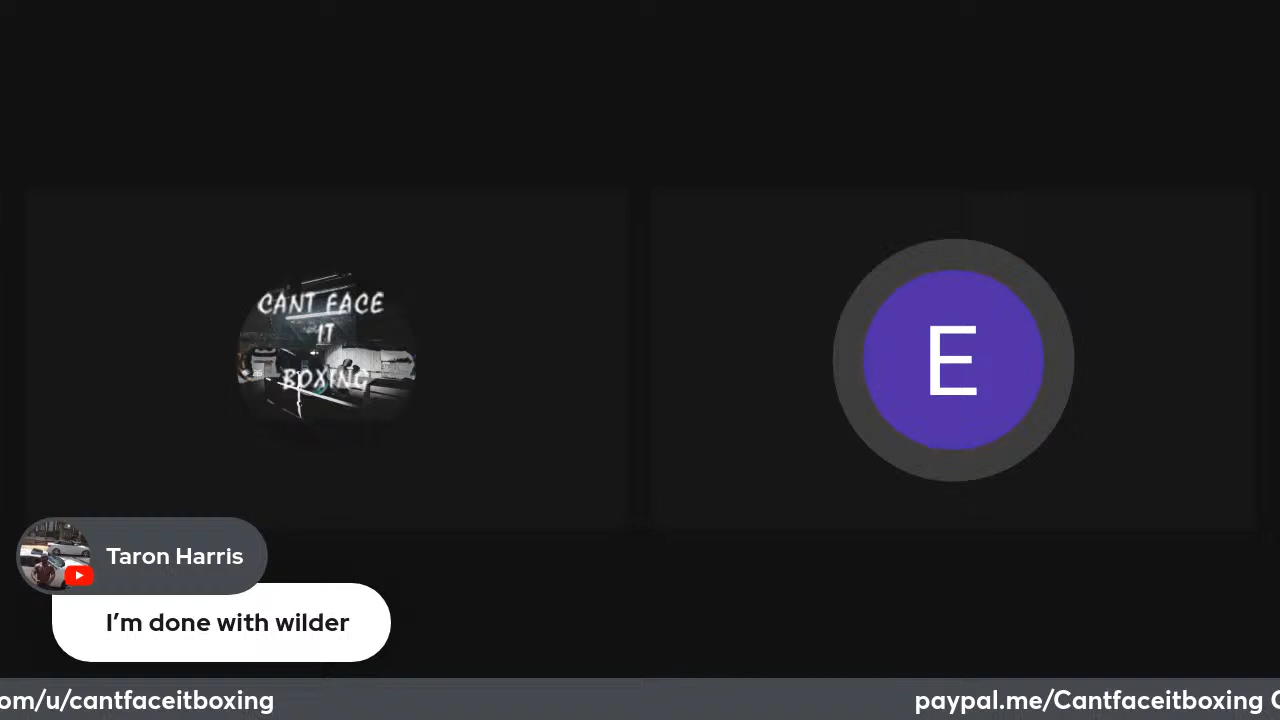 CANT FACE
IT
BOXING
E
Taron Harris
I’m done with wilder
om/u/cantfaceitboxing
paypal.me/Cantfaceitboxing